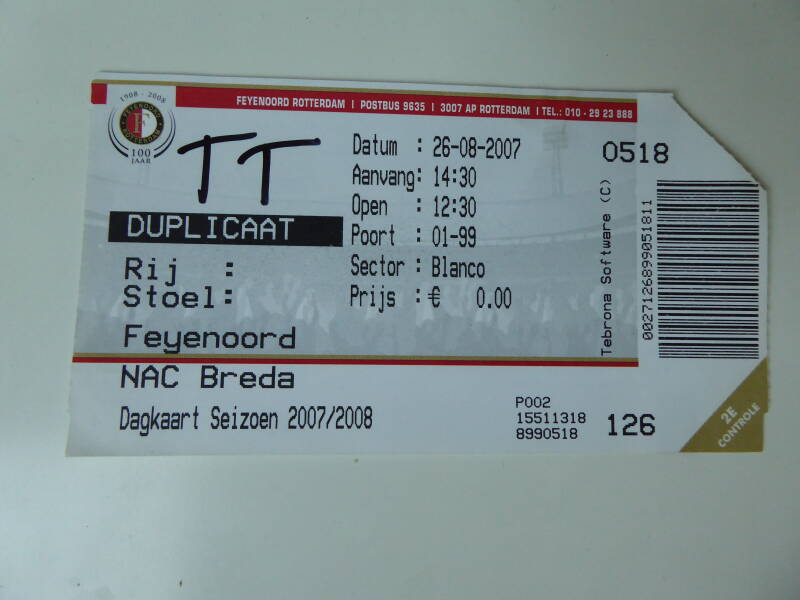 FEYENOORD ROTTERDAM | POSTBUS 9635 | 3007 AP ROTTERDAM | TEL.: 010 - 29 23 888
1908 - 2008
FEYENOORD
F
ROTTERDAM
100
JAAR
TT
DUPLICAAT
Rij :
Stoel:
Feyenoord
NAC Breda
Dagkaart Seizoen 2007/2008
Datum : 26-08-2007
Aanvang: 14:30
Open : 12:30
Poort : 01-99
Sector : Blanco
Prijs : € 0.00
P002
15511318
8990518
0518
Tebrona Software (C)
0027126899051811
126
2E
CONTROLE